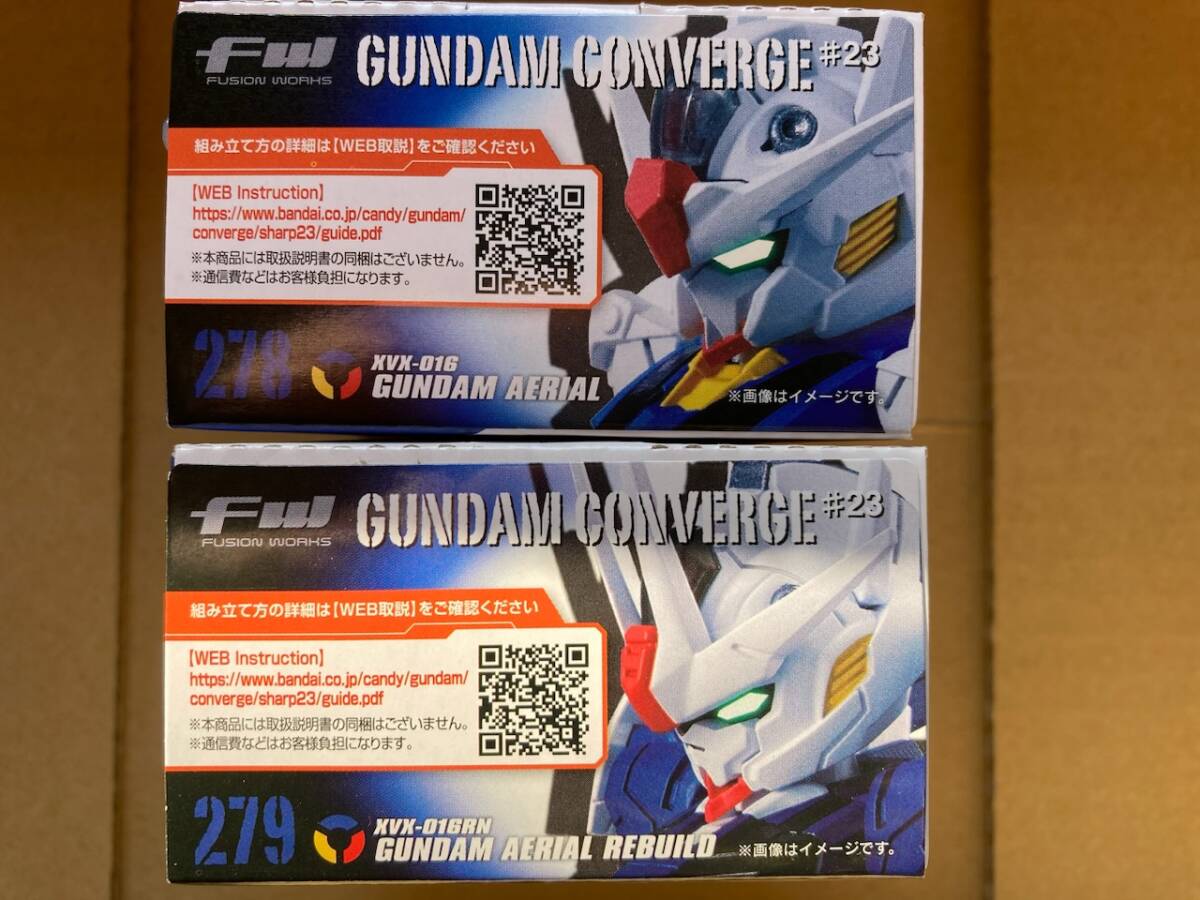 FW
FUSION WORKS
GUNDAM CONVERGE #23
組み立て方の詳細は【WEB取説】をご確認ください
【WEB Instruction】
https://www.bandai.co.jp/candy/gundam/
converge/sharp23/guide.pdf
※本商品には取扱説明書の同梱はございません。
※通信費などはお客様負担になります。
278
XVX-016
GUNDAM AERIAL
※画像はイメージです。
FW
FUSION WORKS
GUNDAM CONVERGE #23
組み立て方の詳細は【WEB取説】をご確認ください
【WEB Instruction】
https://www.bandai.co.jp/candy/gundam/
converge/sharp23/guide.pdf
※本商品には取扱説明書の同梱はございません。
※通信費などはお客様負担になります。
279
XVX-016RN
GUNDAM AERIAL REBUILD
※画像はイメージです。